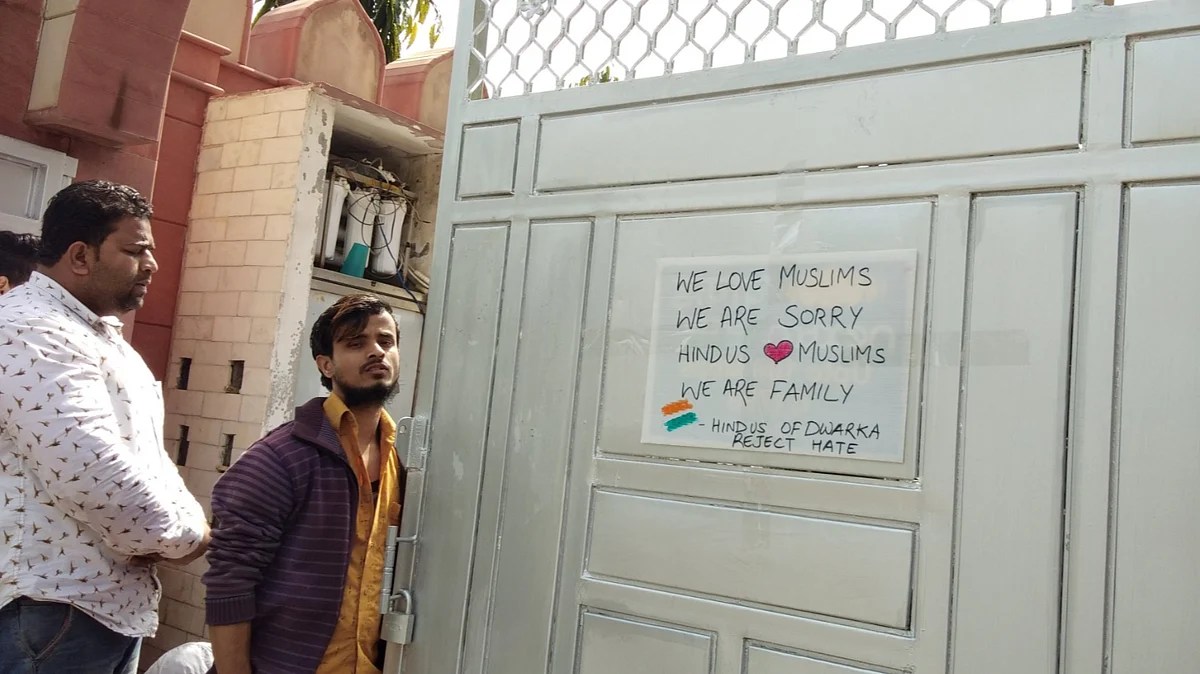 WE LOVE MUSLIMS
WE ARE SORRY
HINDUS ❤ MUSLIMS
WE ARE FAMILY
- HINDUS OF DWARKA
REJECT HATE